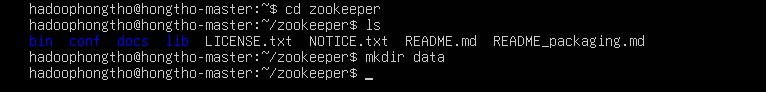 hadoophongtho@hongtho-master:~$ cd zookeeper
hadoophongtho@hongtho-master:~/zookeeper$ ls
bin conf docs lib LICENSE.txt NOTICE.txt README.md README_packaging.md
hadoophongtho@hongtho-master:~/zookeeper$ mkdir data
hadoophongtho@hongtho-master:~/zookeeper$ _